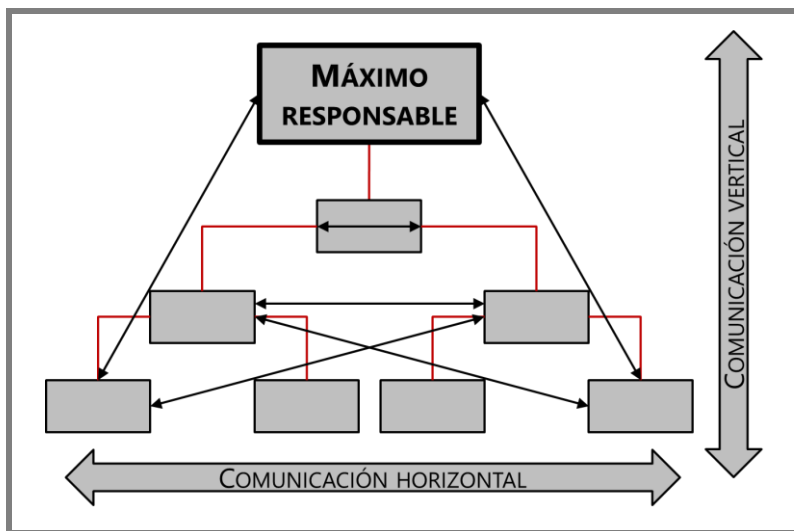 MÁXIMO
RESPONSABLE
COMUNICACIÓN VERTICAL
COMUNICACIÓN HORIZONTAL